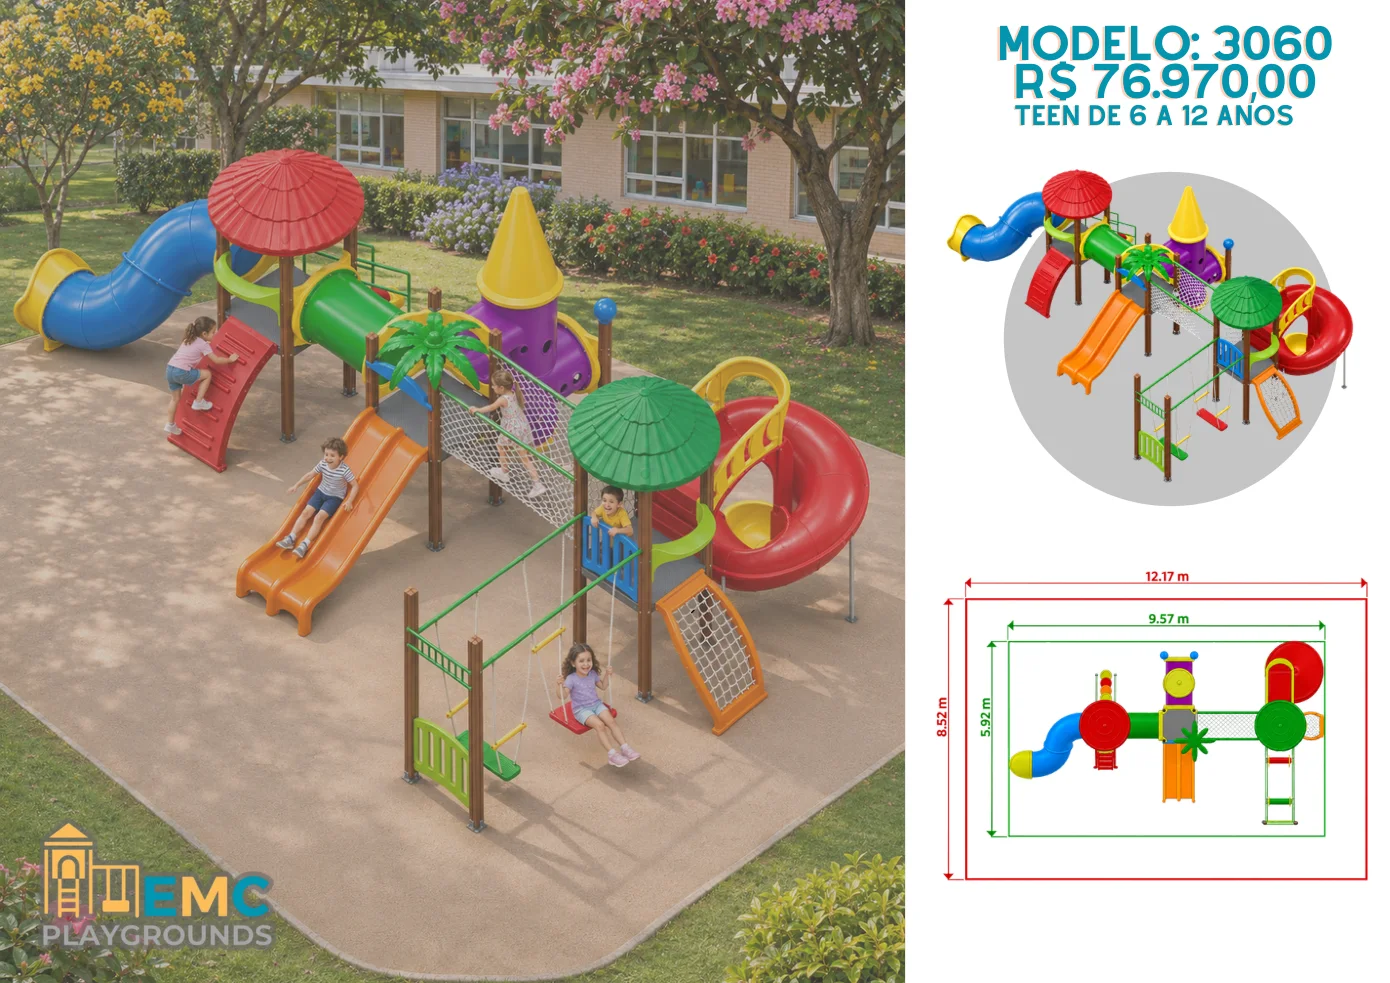 MODELO: 3060
R$ 76.970,00
TEEN DE 6 A 12 ANOS
12.17 m
9.57 m
8.52 m
5.92 m
EMC
PLAYGROUNDS